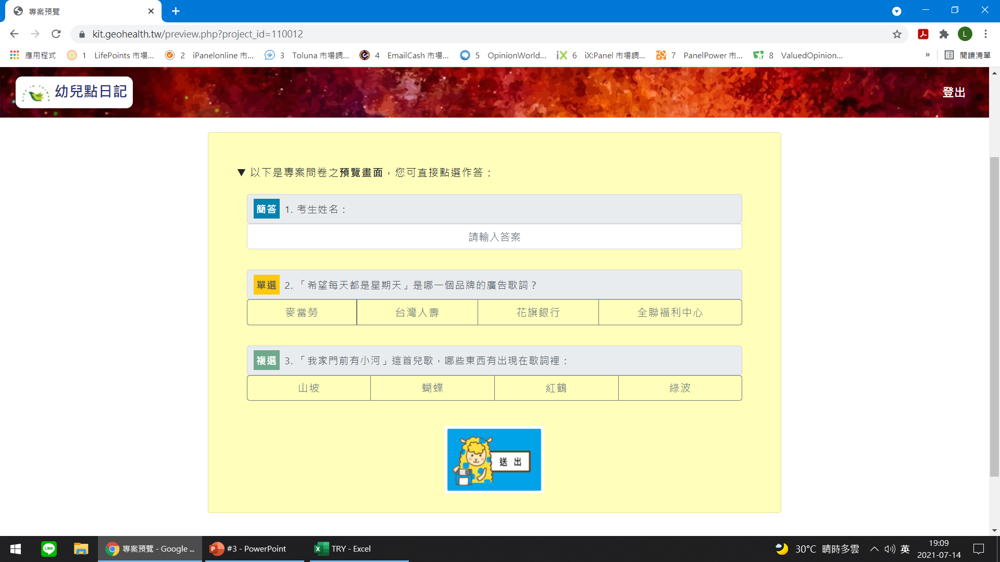 專案預覽
kit.geohealth.tw/preview.php?project_id=110012
L
應用程式
1 LifePoints 市場...
2 iPanelonline 市...
3 Toluna 市場調...
4 EmailCash 市場...
5 OpinionWorld...
6 iX:Panel 市場調...
7 PanelPower 市...
8 ValuedOpinion...
»
閱讀清單
幼兒點日記
登出
▼ 以下是專案問卷之預覽畫面，您可直接點選作答：
簡答 1. 考生姓名：
請輸入答案
單選 2. 「希望每天都是星期天」是哪一個品牌的廣告歌詞？
麥當勞 台灣人壽 花旗銀行 全聯福利中心
複選 3. 「我家門前有小河」這首兒歌，哪些東西有出現在歌詞裡：
山坡 蝴蝶 紅鶴 綠波
送出
LINE
專案預覽 - Google ...
#3 - PowerPoint
TRY - Excel
30°C 晴時多雲
英
19:09
2021-07-14